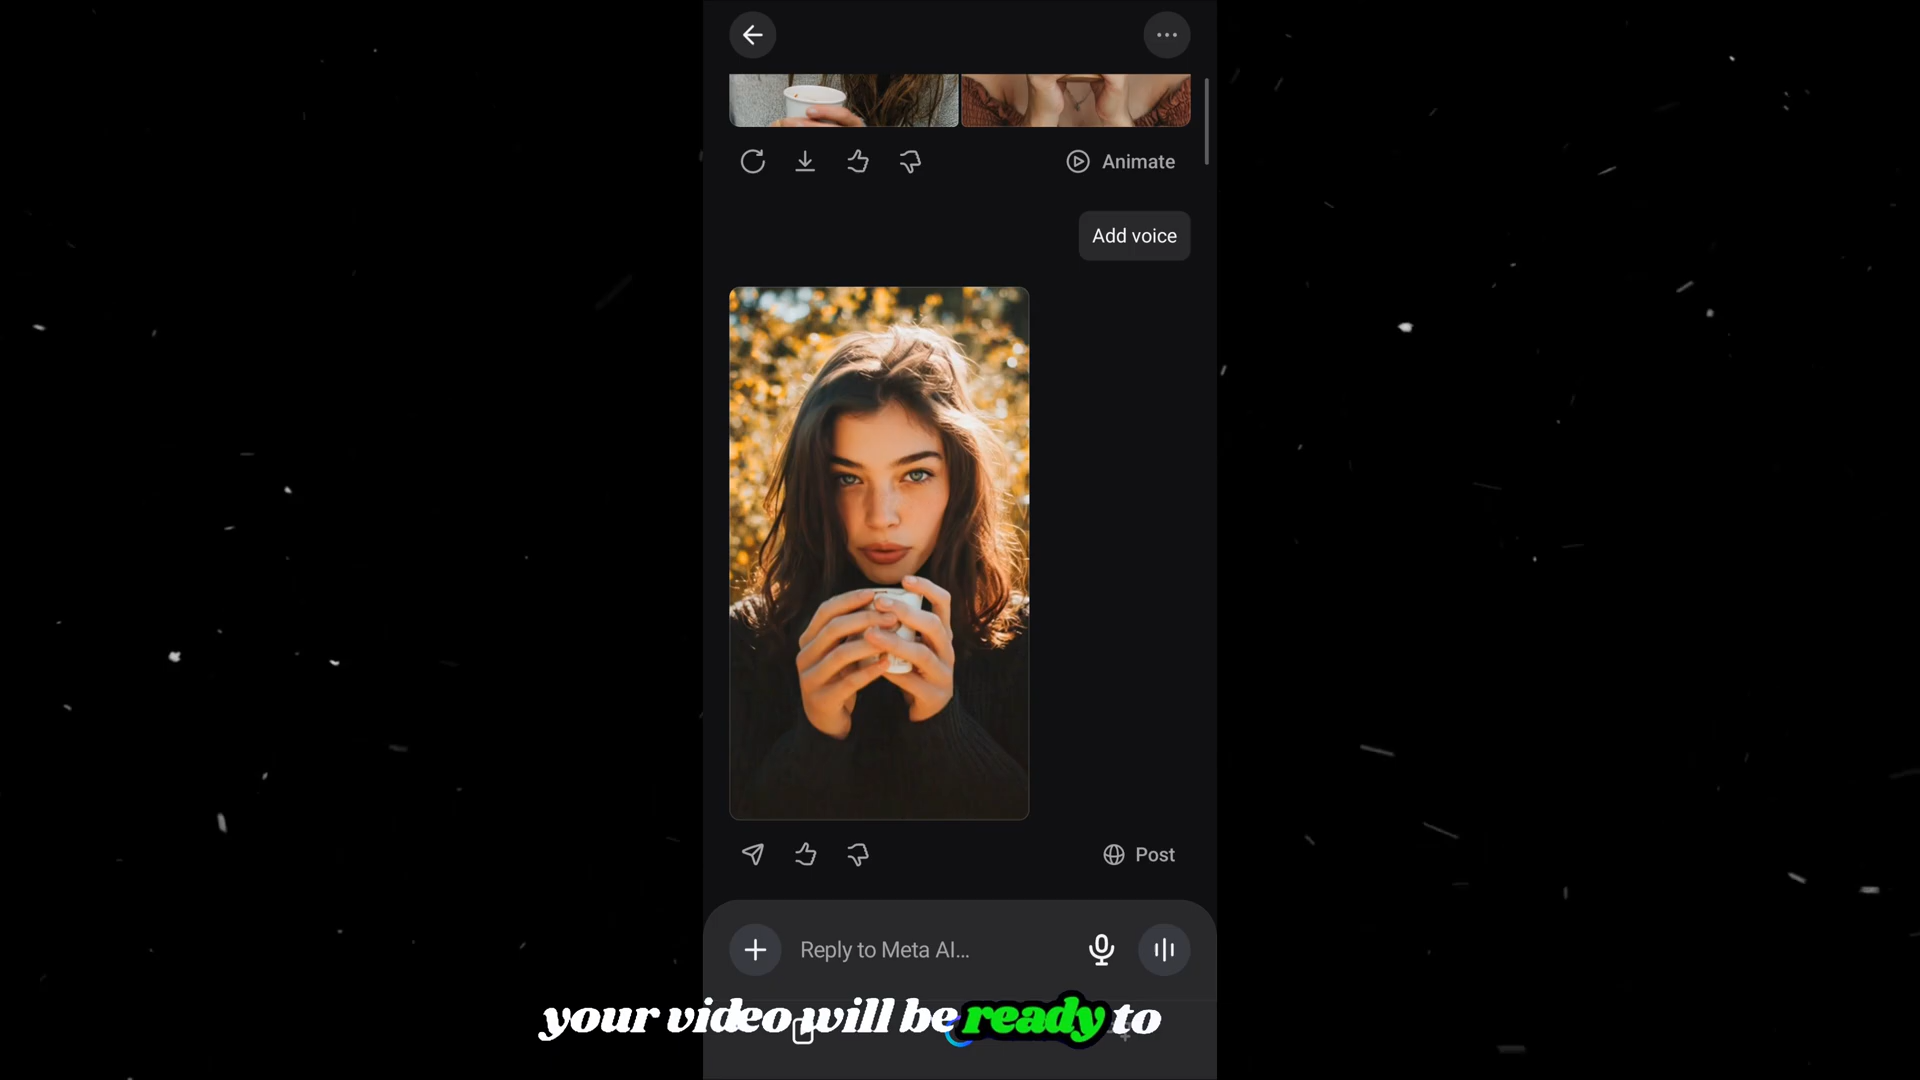 Animate
Add voice
Post
Reply to Meta AI...
your video will be ready to